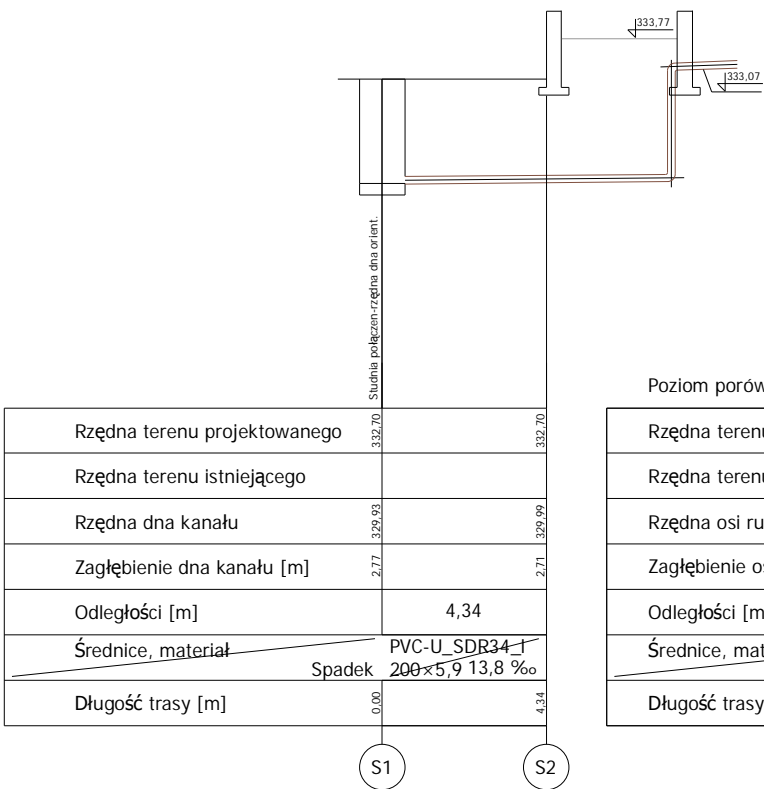 333,77
333,07
Studnia połączen-rzędna dna orient.
Poziom porów
Rzędna terenu projektowanego
332,70
332,70
Rzędna terenu istniejącego
Rzędna dna kanału
329,93
329,99
Zagłębienie dna kanału [m]
2,77
2,71
Odległości [m]
4,34
Średnice, materiał
PVC-U_SDR34_I
Spadek
200×5,9 13,8 ‰
Długość trasy [m]
0,00
4,34
S1
S2
Rzędna terenu
Rzędna terenu
Rzędna osi ru
Zagłębienie os
Odległości [m
Średnice, mat
Długość trasy